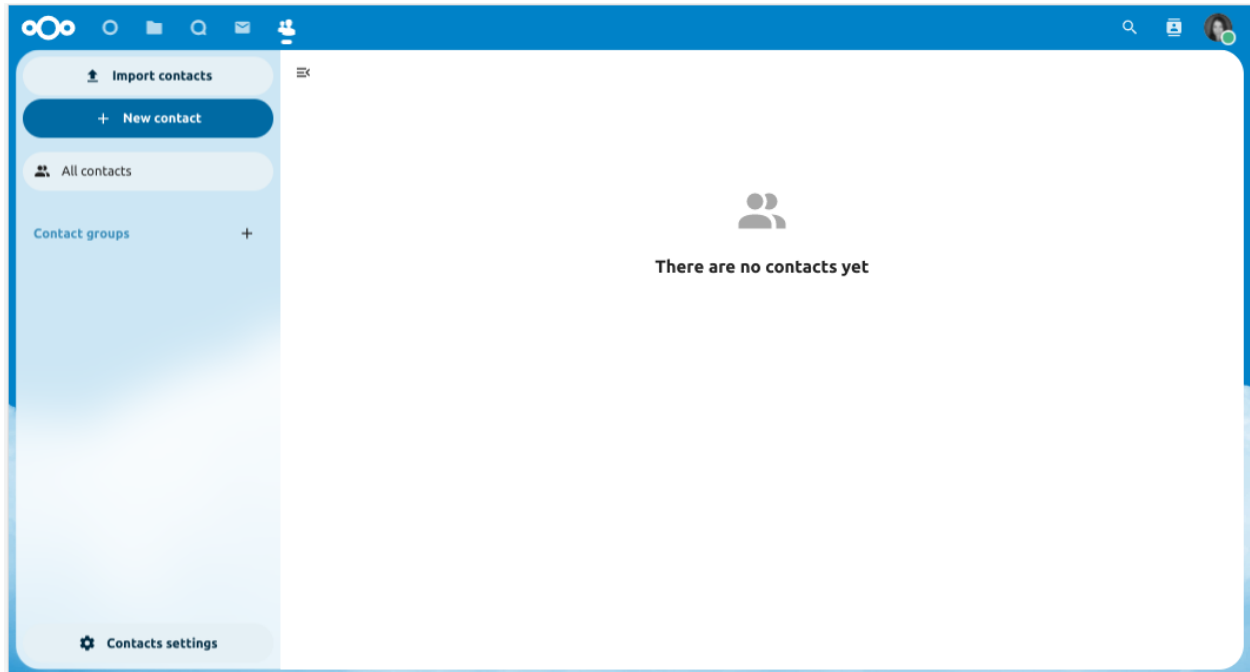 Import contacts
+ New contact
All contacts
Contact groups +
There are no contacts yet
Contacts settings